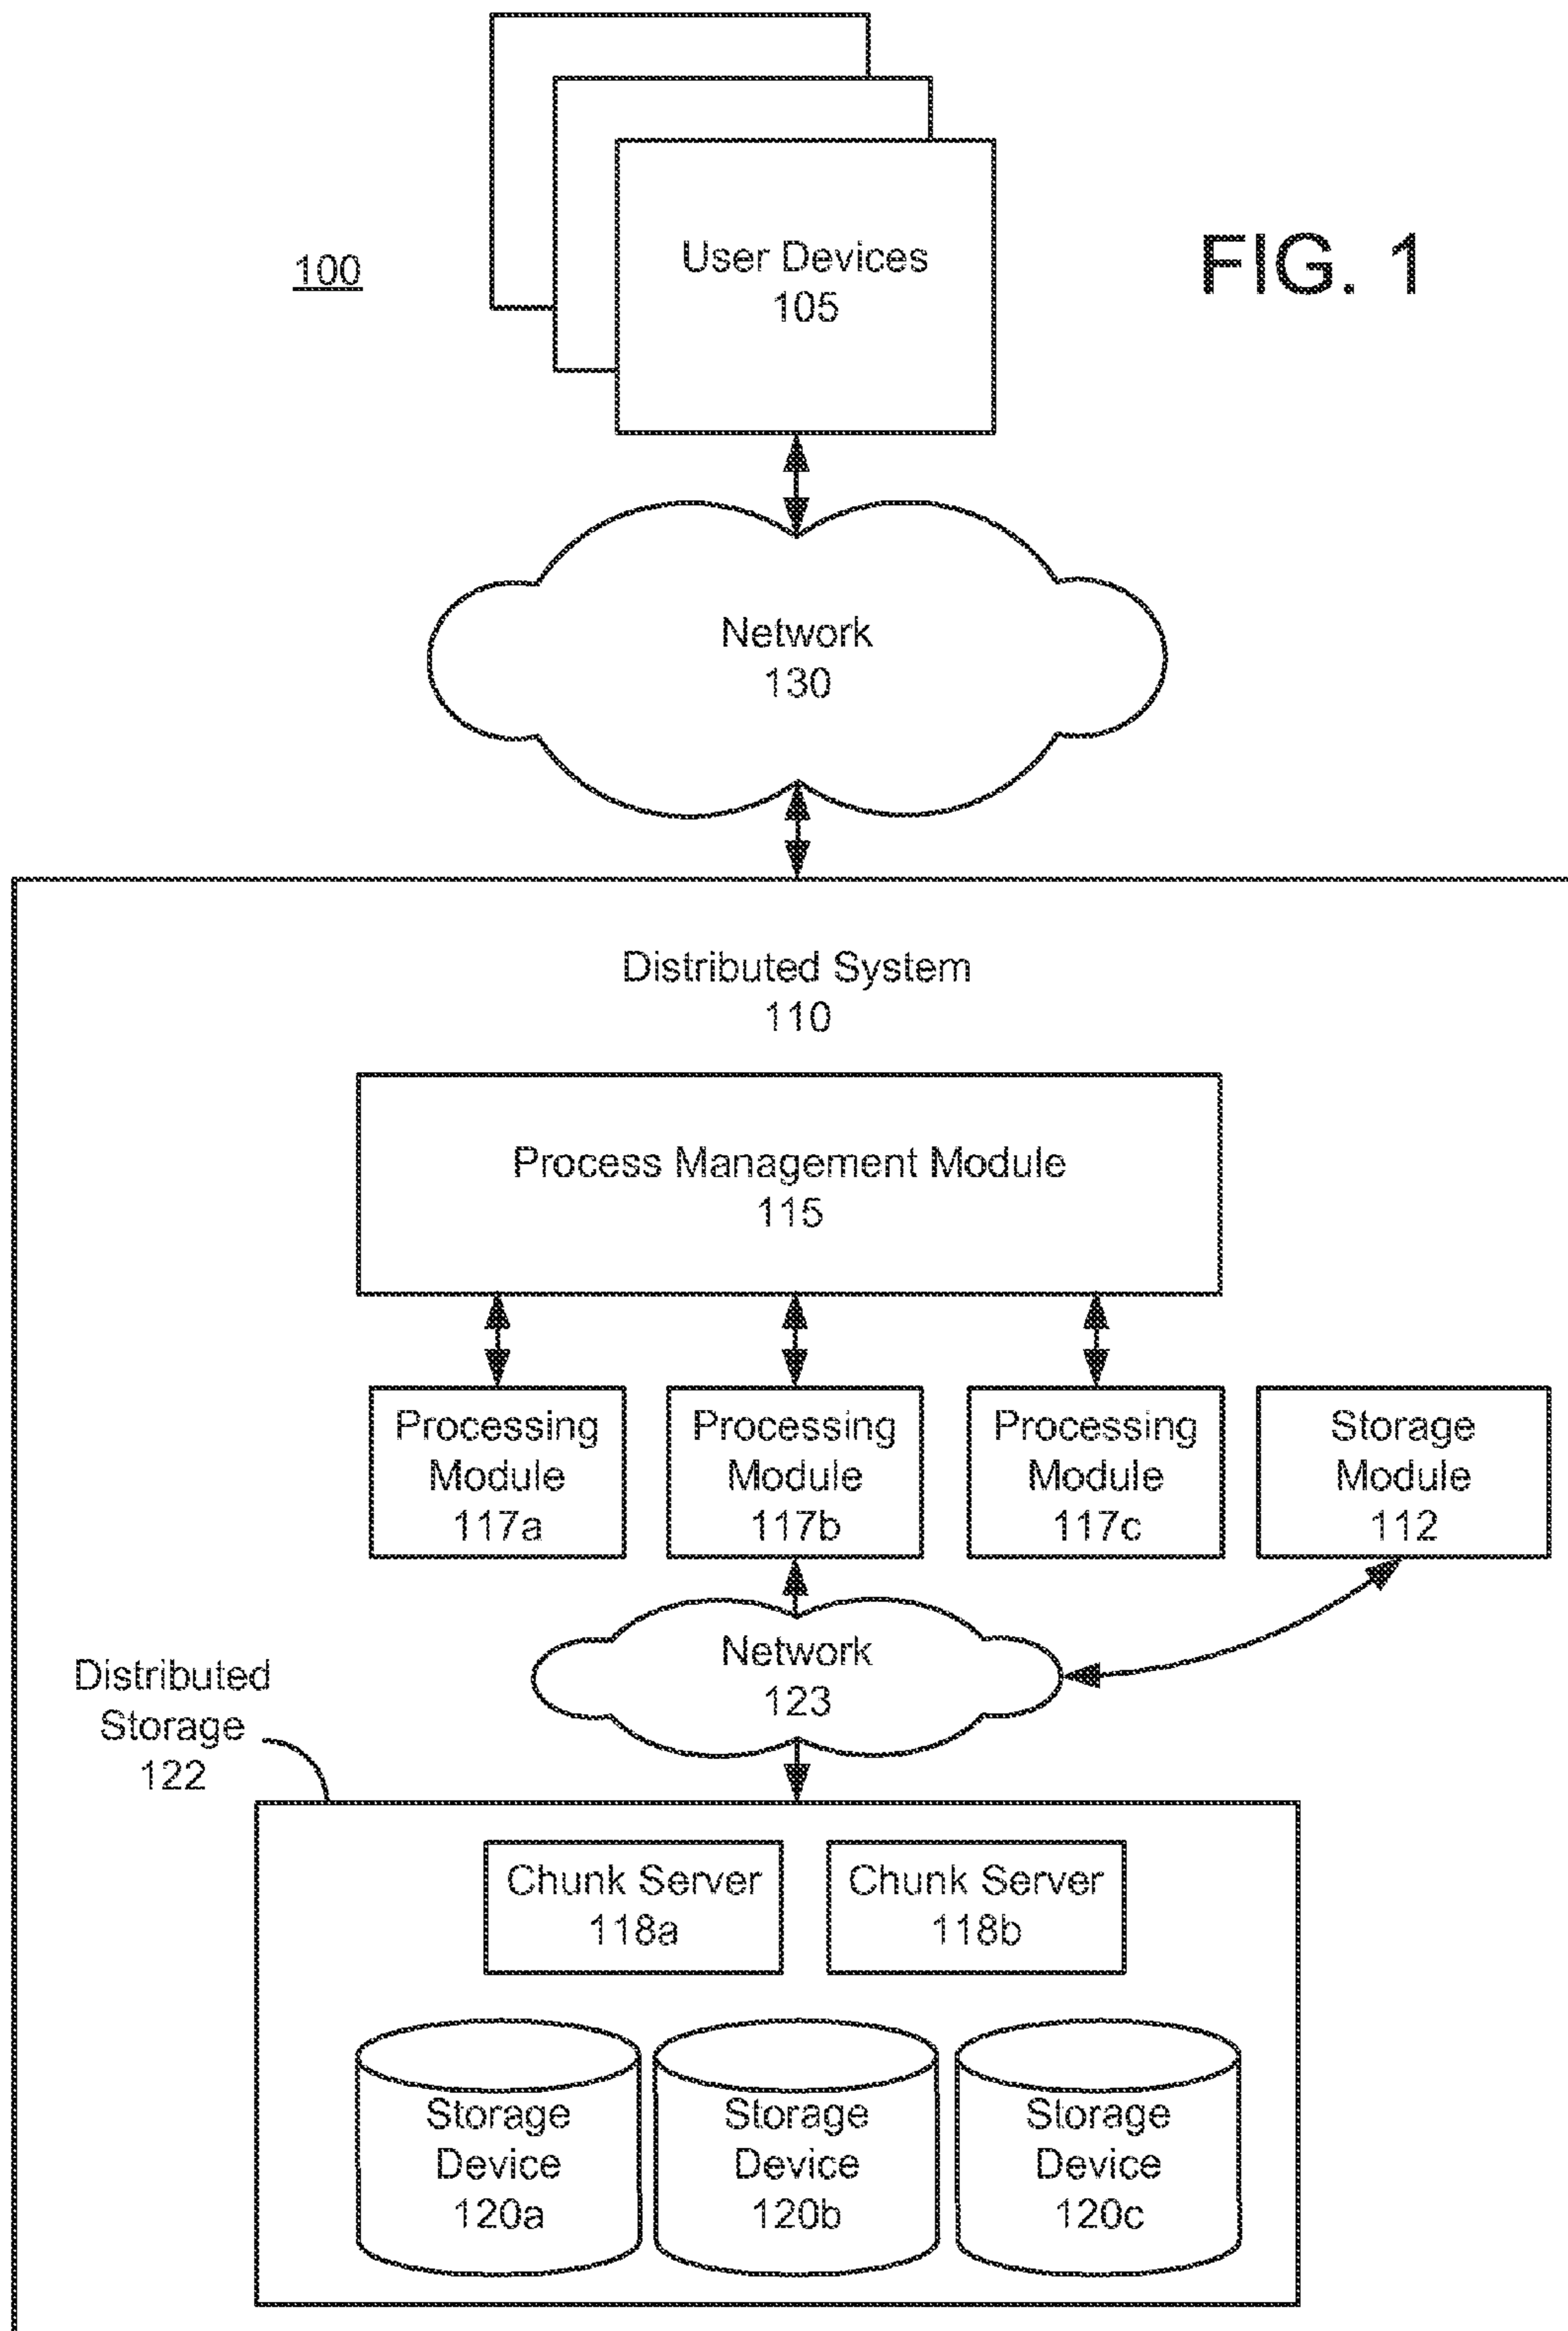 100
User Devices
105
FIG. 1
Network
130
Distributed System
110
Process Management Module
115
Processing
Module
117a
Processing
Module
117b
Processing
Module
117c
Storage
Module
112
Network
123
Distributed
Storage
122
Chunk Server
118a
Chunk Server
118b
Storage
Device
120a
Storage
Device
120b
Storage
Device
120c